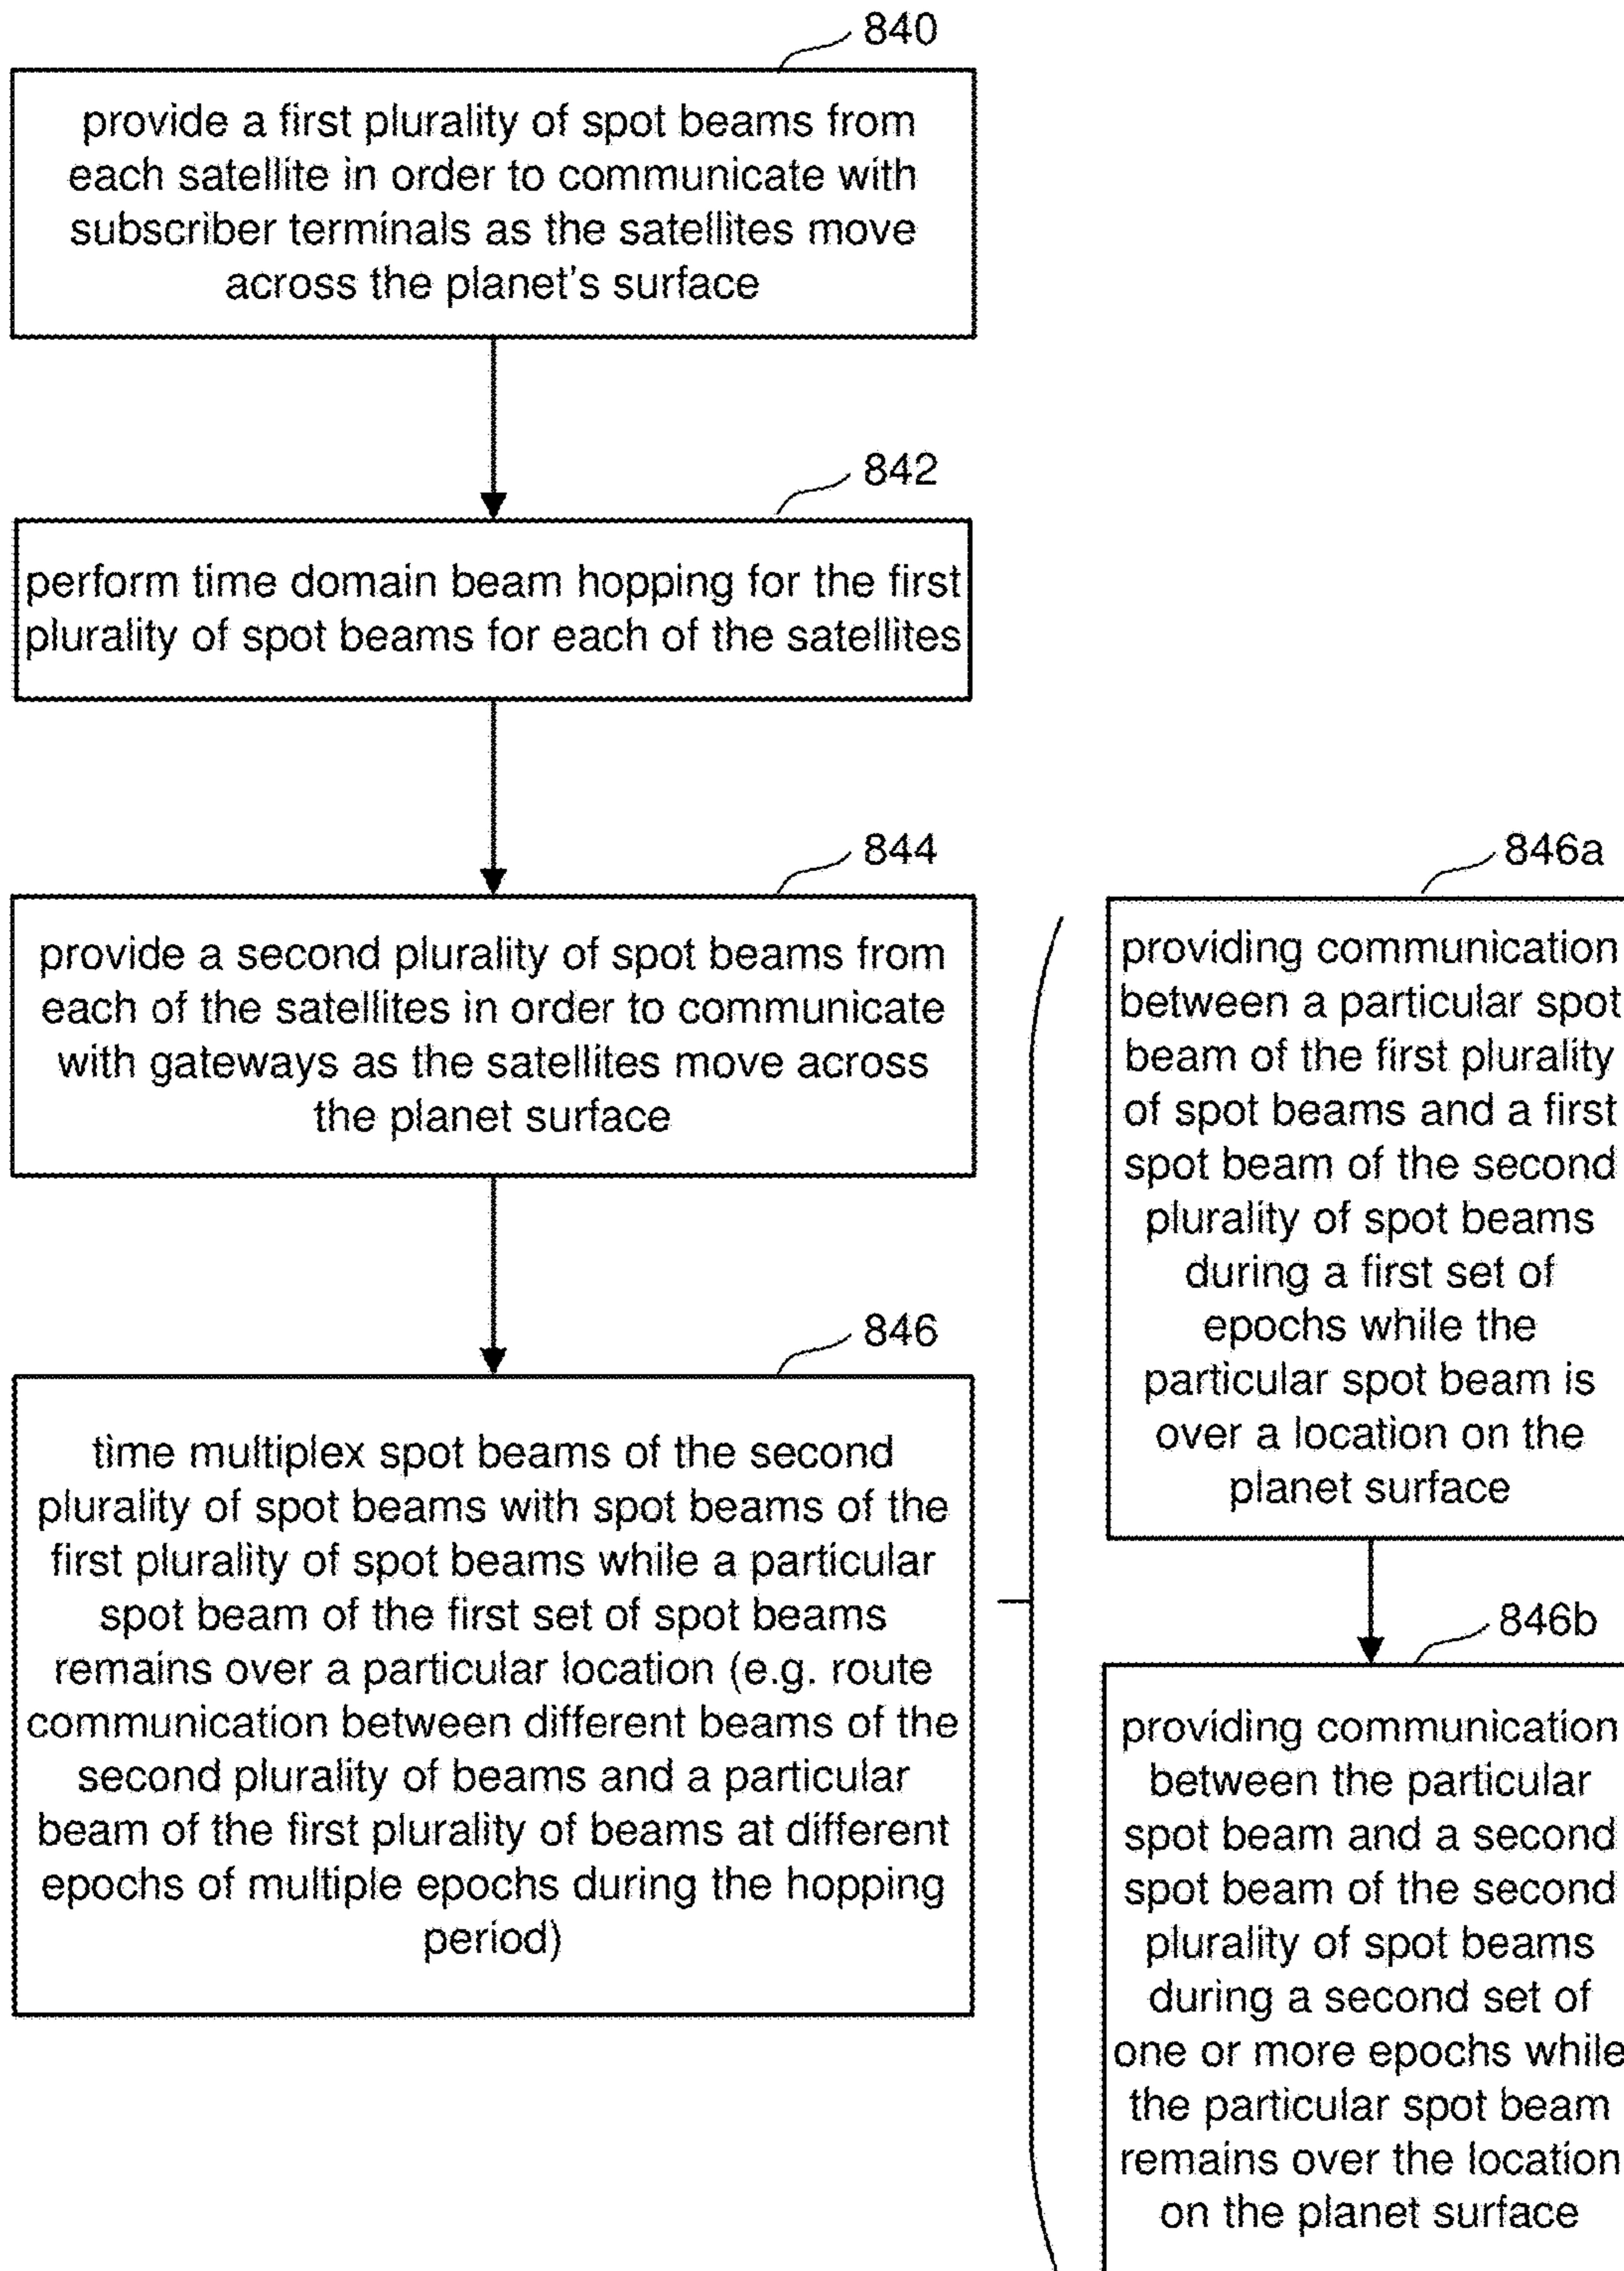 840
provide a first plurality of spot beams from
each satellite in order to communicate with
subscriber terminals as the satellites move
across the planet's surface
842
perform time domain beam hopping for the first
plurality of spot beams for each of the satellites
844
provide a second plurality of spot beams from
each of the satellites in order to communicate
with gateways as the satellites move across
the planet surface
846
time multiplex spot beams of the second
plurality of spot beams with spot beams of the
first plurality of spot beams while a particular
spot beam of the first set of spot beams
remains over a particular location (e.g. route
communication between different beams of the
second plurality of beams and a particular
beam of the first plurality of beams at different
epochs of multiple epochs during the hopping
period)
846a
providing communication
between a particular spot
beam of the first plurality
of spot beams and a first
spot beam of the second
plurality of spot beams
during a first set of
epochs while the
particular spot beam is
over a location on the
planet surface
846b
providing communication
between the particular
spot beam and a second
spot beam of the second
plurality of spot beams
during a second set of
one or more epochs while
the particular spot beam
remains over the location
on the planet surface